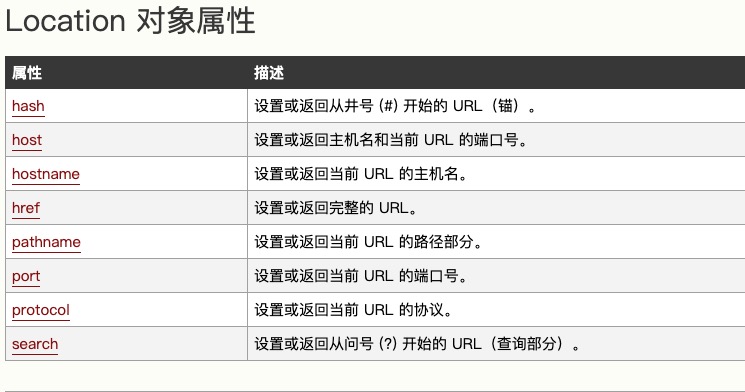 Location 对象属性
属性 描述
hash 设置或返回从井号 (#) 开始的 URL（锚）。
host 设置或返回主机名和当前 URL 的端口号。
hostname 设置或返回当前 URL 的主机名。
href 设置或返回完整的 URL。
pathname 设置或返回当前 URL 的路径部分。
port 设置或返回当前 URL 的端口号。
protocol 设置或返回当前 URL 的协议。
search 设置或返回从问号 (?) 开始的 URL（查询部分）。